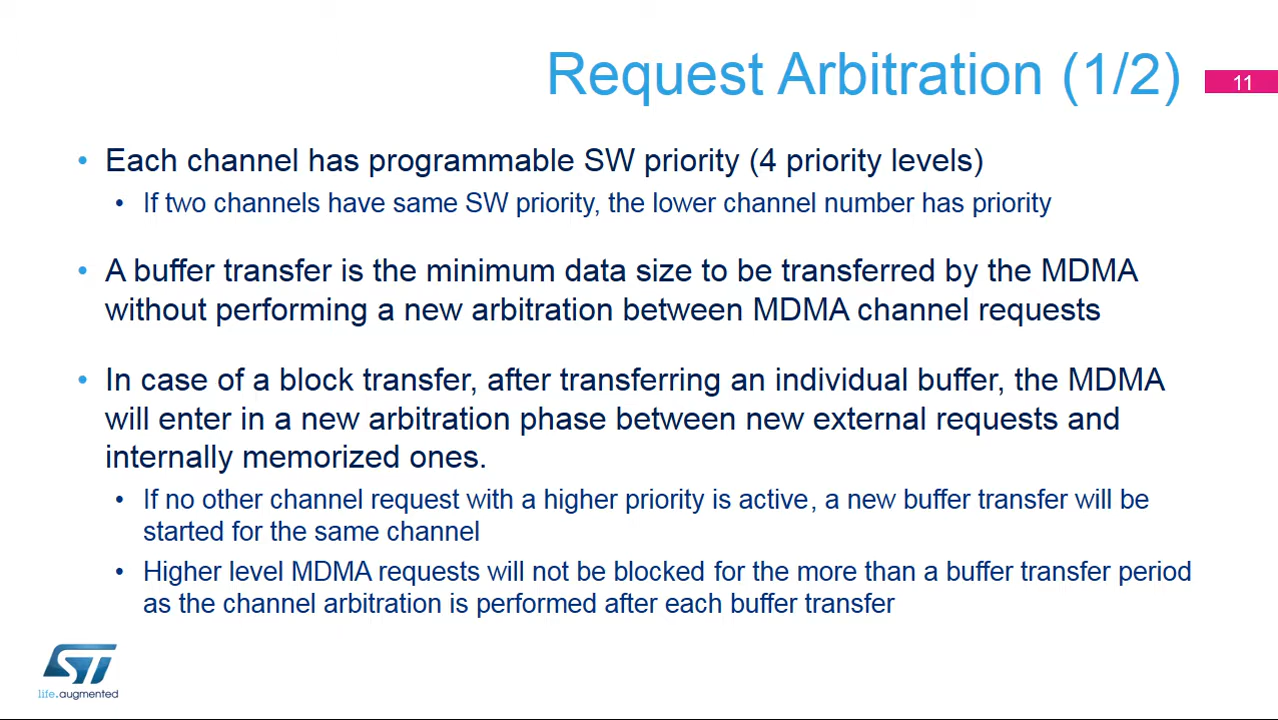 Request Arbitration (1/2)
11
• Each channel has programmable SW priority (4 priority levels)
• If two channels have same SW priority, the lower channel number has priority
• A buffer transfer is the minimum data size to be transferred by the MDMA
without performing a new arbitration between MDMA channel requests
• In case of a block transfer, after transferring an individual buffer, the MDMA
will enter in a new arbitration phase between new external requests and
internally memorized ones.
• If no other channel request with a higher priority is active, a new buffer transfer will be
started for the same channel
• Higher level MDMA requests will not be blocked for the more than a buffer transfer period
as the channel arbitration is performed after each buffer transfer
ST
life.augmented